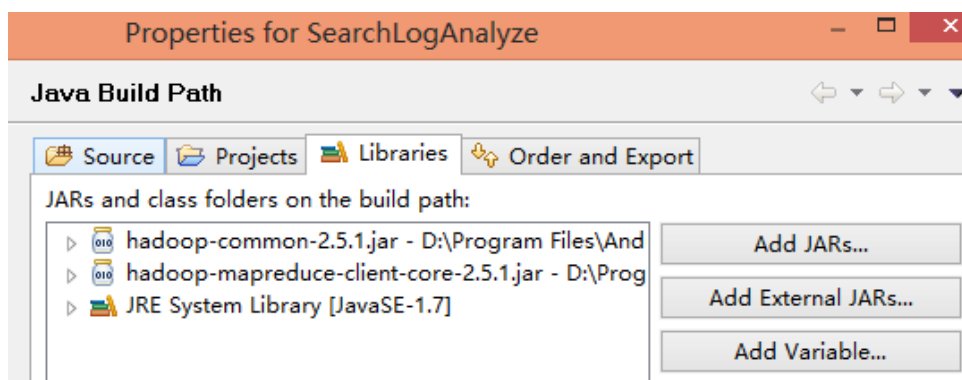 Properties for SearchLogAnalyze
Java Build Path
Source Projects Libraries Order and Export
JARs and class folders on the build path:
hadoop-common-2.5.1.jar - D:\Program Files\And
hadoop-mapreduce-client-core-2.5.1.jar - D:\Prog
JRE System Library [JavaSE-1.7]
Add JARs...
Add External JARs...
Add Variable...